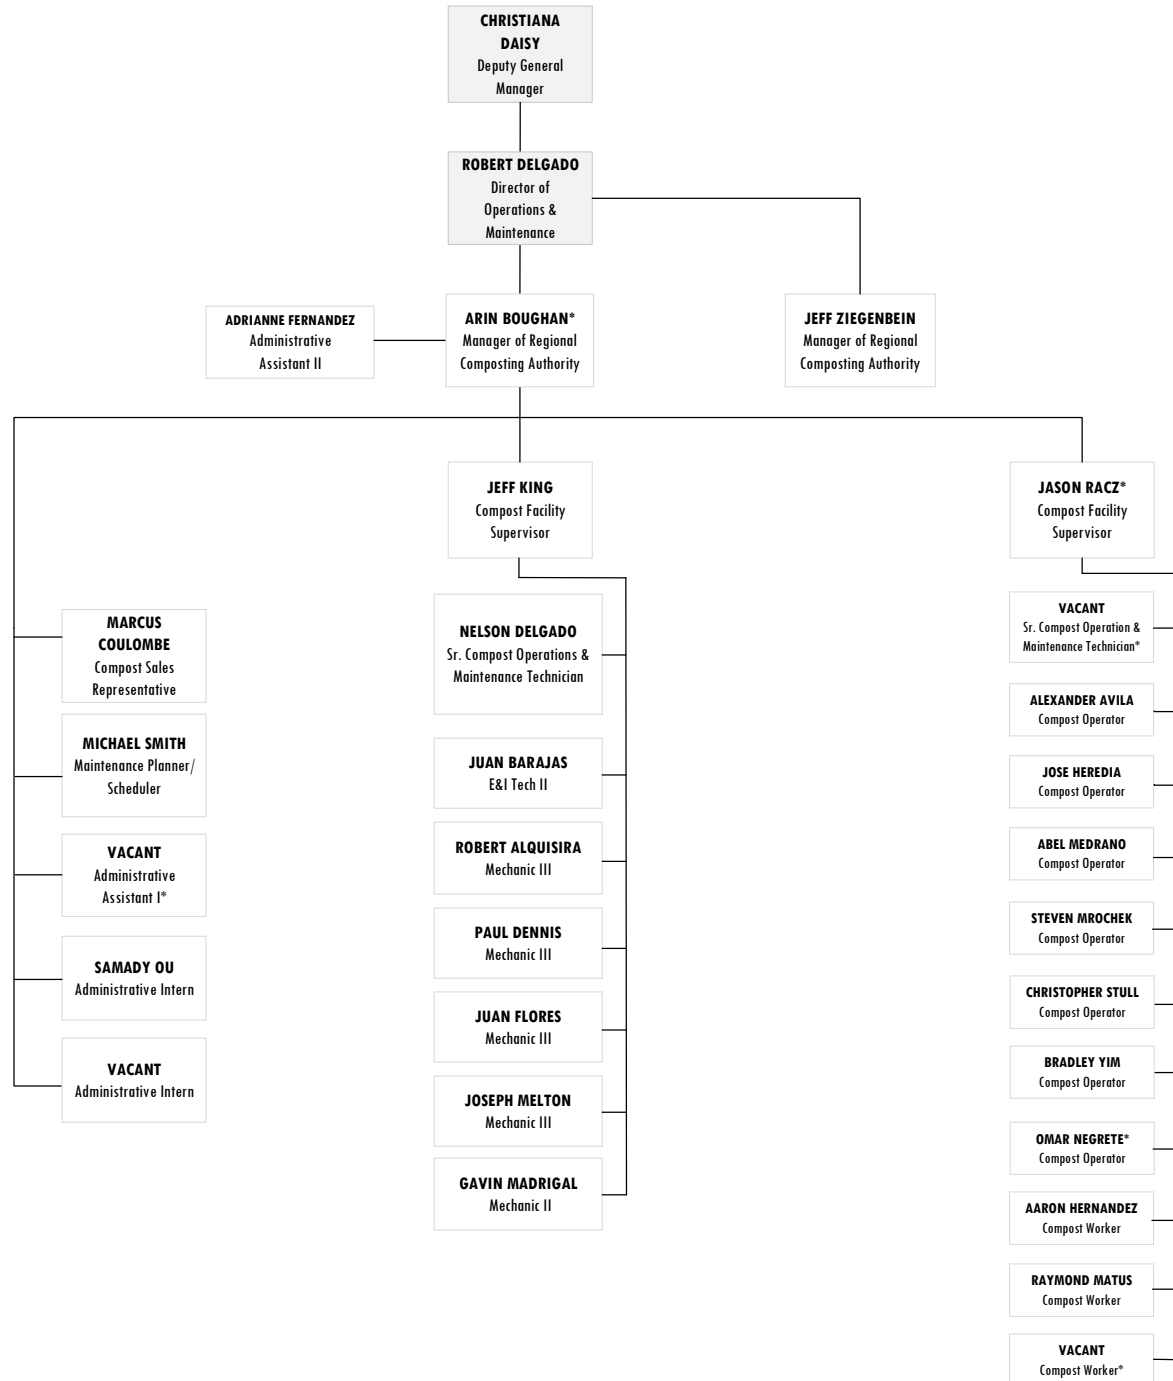 CHRISTIANA
DAISY
Deputy General
Manager
ROBERT DELGADO
Director of
Operations &
Maintenance
ADRIANNE FERNANDEZ
Administrative
Assistant II
ARIN BOUGHAN*
Manager of Regional
Composting Authority
JEFF ZIEGENBEIN
Manager of Regional
Composting Authority
JEFF KING
Compost Facility
Supervisor
JASON RACZ*
Compost Facility
Supervisor
MARCUS
COULOMBE
Compost Sales
Representative
MICHAEL SMITH
Maintenance Planner/
Scheduler
VACANT
Administrative
Assistant I*
SAMADY OU
Administrative Intern
VACANT
Administrative Intern
NELSON DELGADO
Sr. Compost Operations &
Maintenance Technician
JUAN BARAJAS
E&I Tech II
ROBERT ALQUISIRA
Mechanic III
PAUL DENNIS
Mechanic III
JUAN FLORES
Mechanic III
JOSEPH MELTON
Mechanic III
GAVIN MADRIGAL
Mechanic II
VACANT
Sr. Compost Operation &
Maintenance Technician*
ALEXANDER AVILA
Compost Operator
JOSE HEREDIA
Compost Operator
ABEL MEDRANO
Compost Operator
STEVEN MROCHEK
Compost Operator
CHRISTOPHER STULL
Compost Operator
BRADLEY YIM
Compost Operator
OMAR NEGRETE*
Compost Operator
AARON HERNANDEZ
Compost Worker
RAYMOND MATUS
Compost Worker
VACANT
Compost Worker*